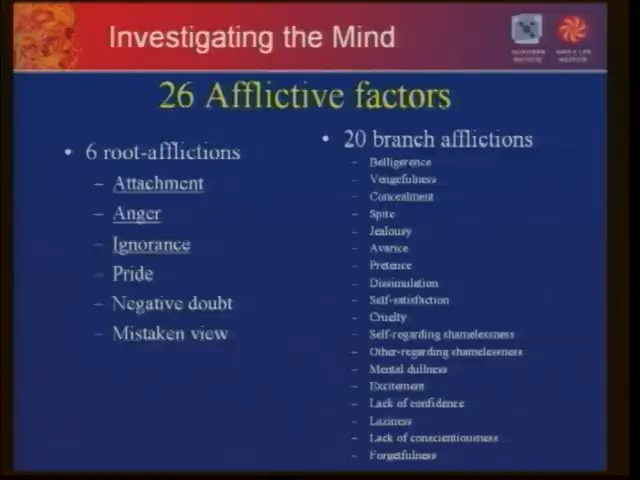 Investigating the Mind
26 Afflictive factors
6 root-afflictions
Attachment
Anger
Ignorance
Pride
Negative doubt
Mistaken view
20 branch afflictions
Belligerence
Vengefulness
Concealment
Spite
Jealousy
Avarice
Pretence
Dissimulation
Self-satisfaction
Cruelty
Self-regarding shamelessness
Other-regarding shamelessness
Mental dullness
Excitement
Lack of confidence
Laziness
Lack of conscientiousness
Forgetfulness